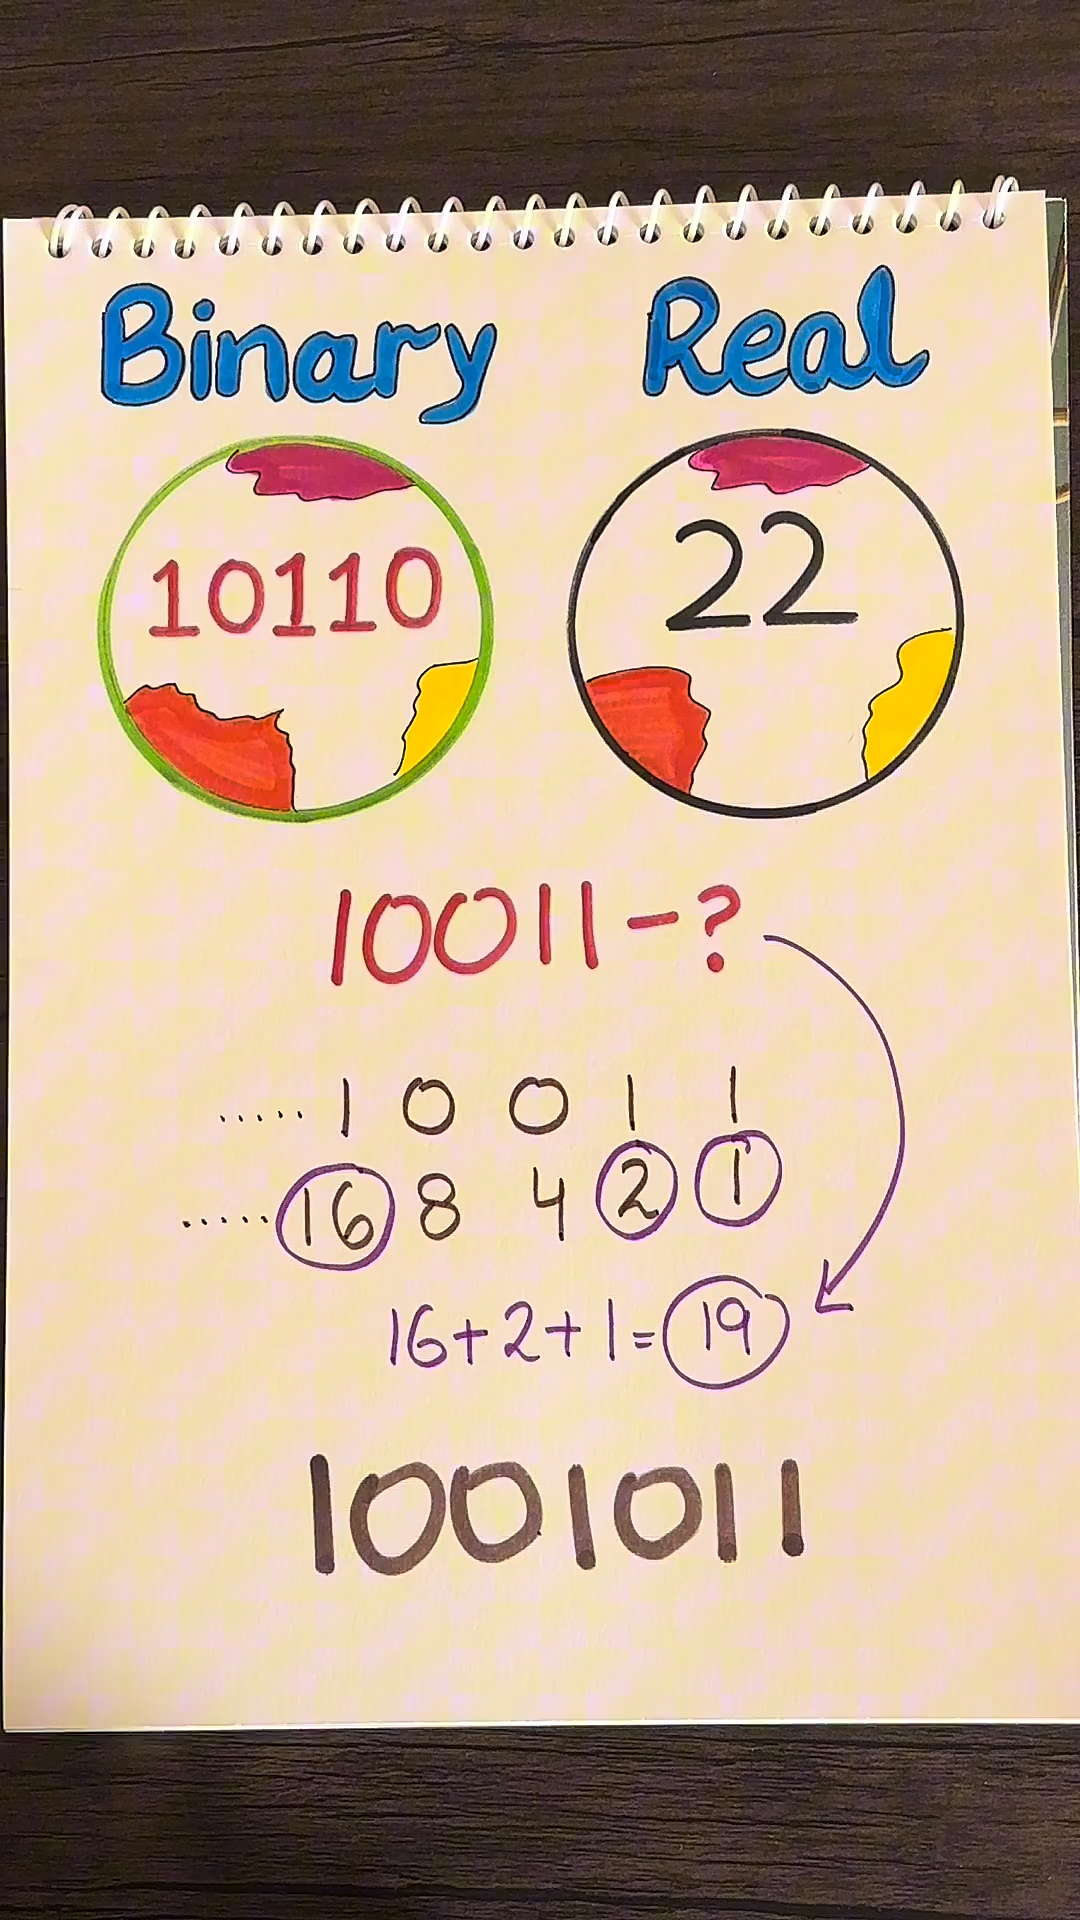 Binary Real
10110 22
10011-?
.....1 0 0 1 1
.....16 8 4 2 1
16+2+1=19
1001011